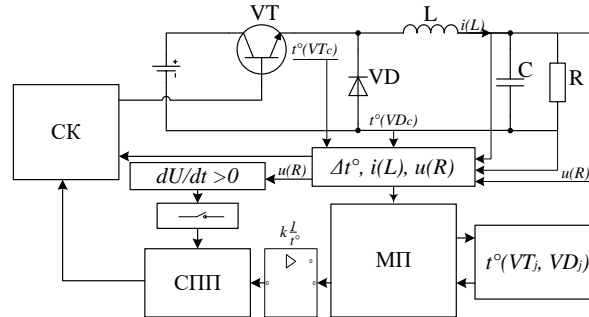 VT
L
i(L)
t°(VTc)
C
R
VD
СК
t°(VDc)
Δt°, i(L), u(R)
u(R)
u(R)
dU/dt >0
k 1/t°
МП
t°(VTj, VDj)
СПП